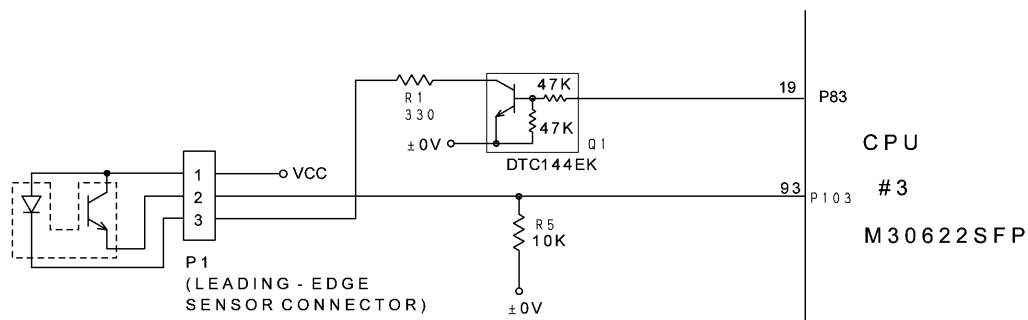 47K
19 P83
R1
330
47K
±0V
Q1
DTC144EK
CPU
1 VCC
2
93 P103
#3
3
R5
10K
M30622SFP
P1
(LEADING - EDGE
SENSOR CONNECTOR)
±0V